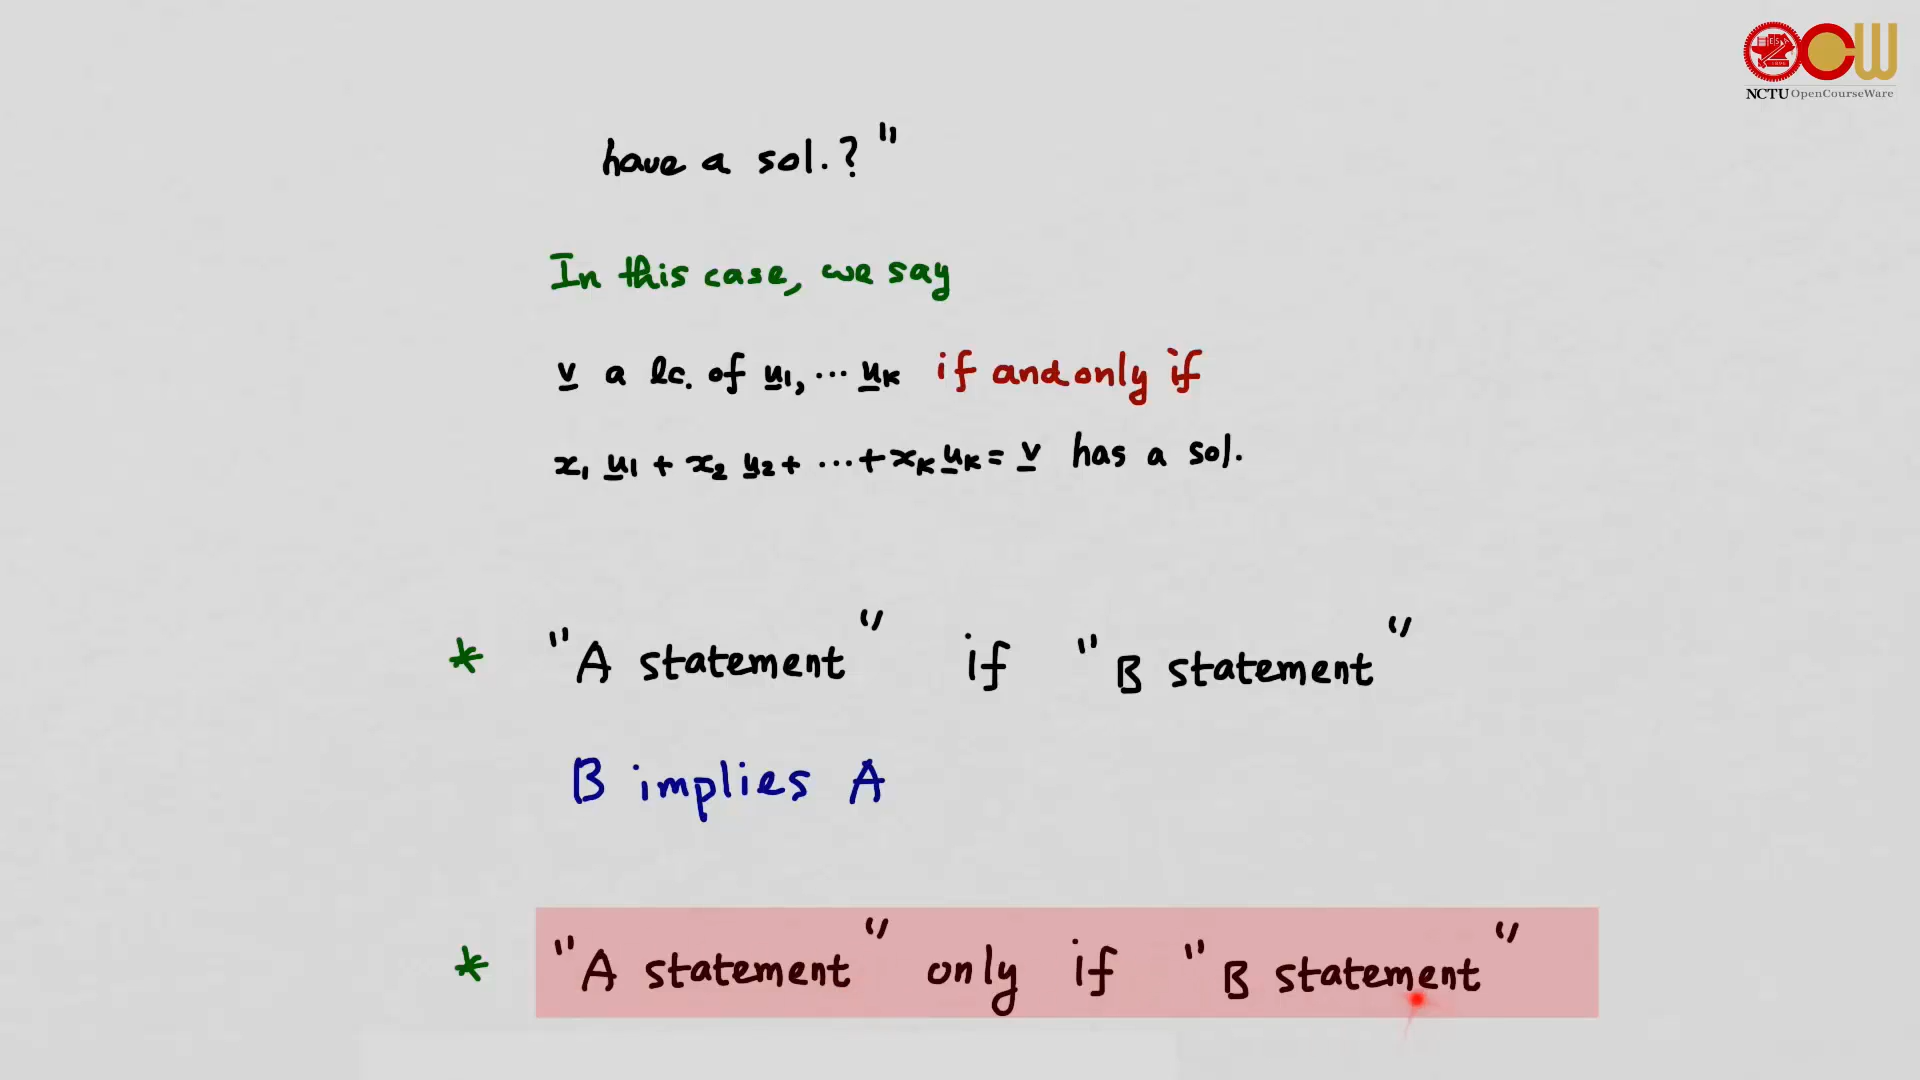 NCTU OpenCourseWare
have a sol.?"
In this case, we say
v a lc. of u1, ... uk if and only if
x1 u1 + x2 u2 + ... + xk uk = v has a sol.
* "A statement" if "B statement"
B implies A
* "A statement" only if "B statement"